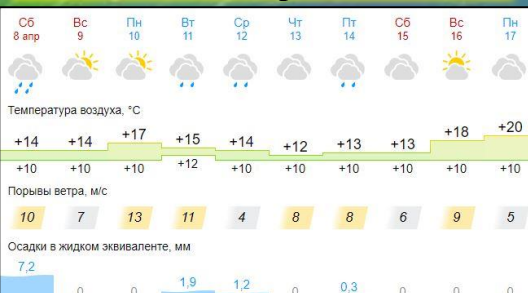 Сб Вс Пн Вт Ср Чт Пт Сб Вс Пн
8 апр 9 10 11 12 13 14 15 16 17
Температура воздуха, °C
+14 +14 +17 +15 +14 +12 +13 +13 +18 +20
+10 +10 +10 +12 +10 +10 +10 +10 +10 +10
Порывы ветра, м/с
10 7 13 11 4 8 8 6 9 5
Осадки в жидком эквиваленте, мм
7,2 0 0 1,9 1,2 0 0,3 0 0 0